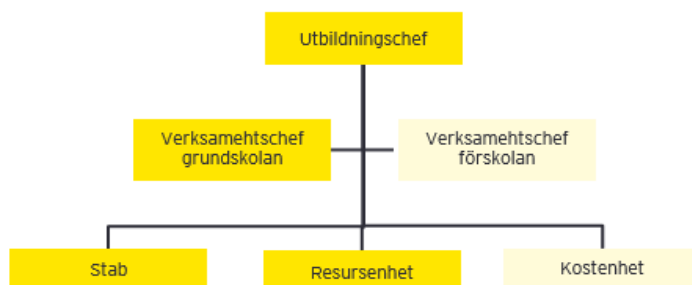 Utbildningschef
Verksamehtschef
grundskolan
Verksamehtschef
förskolan
Stab
Resursenhet
Kostenhet